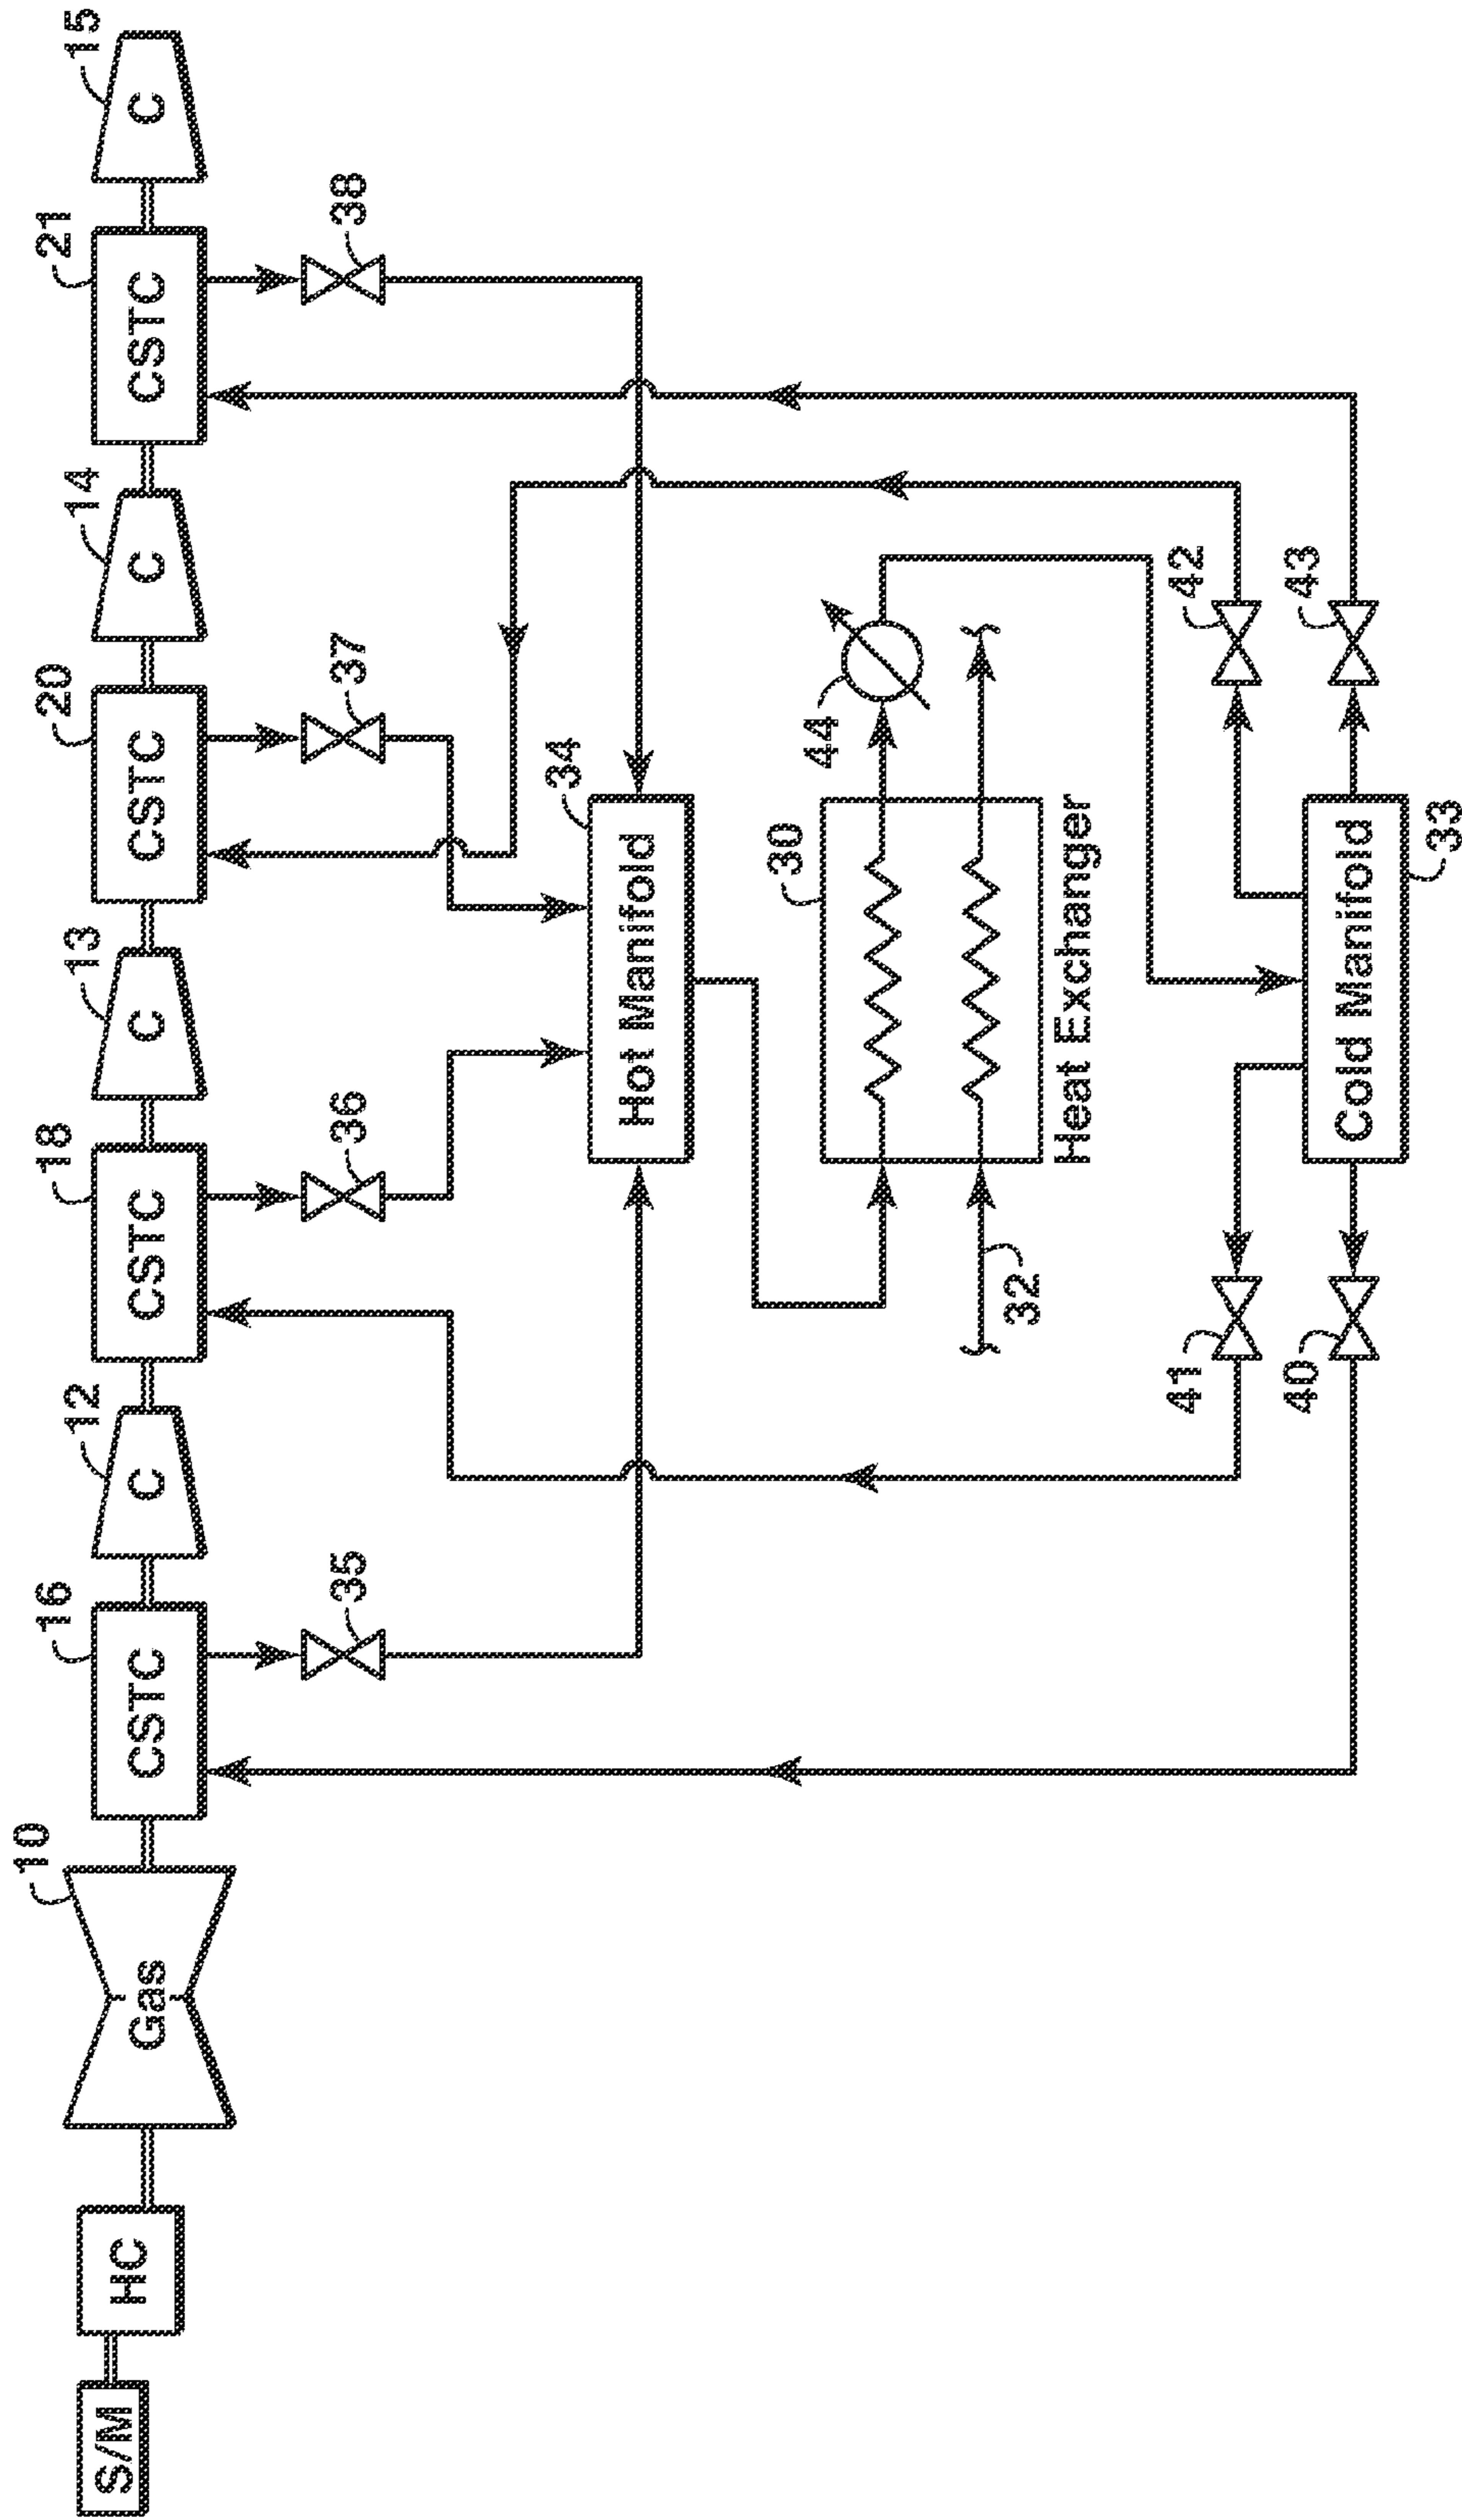 10
16
12
18
13
20
14
21
15
S/M
HC
Gas
CSTC
C
CSTC
C
CSTC
C
CSTC
C
35
36
37
38
34
Hot Manifold
30
44
32
Heat Exchanger
41
42
40
43
Cold Manifold
33